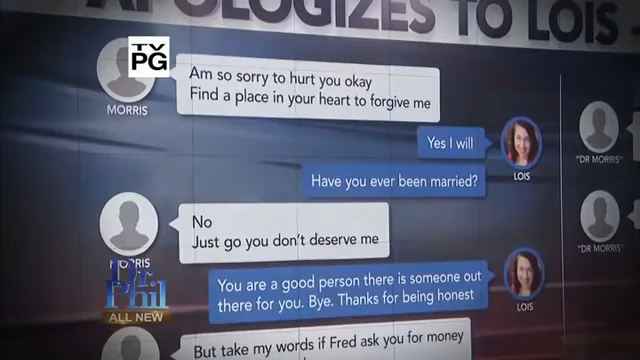 APOLOGIZES TO LOIS
TV
PG
Am so sorry to hurt you okay
Find a place in your heart to forgive me
MORRIS
Yes I will
LOIS
Have you ever been married?
"DR MORRIS"
No
Just go you don't deserve me
MORRIS
"DR MORRIS"
You are a good person there is someone out
there for you. Bye. Thanks for being honest
LOIS
Dr.
Phil
ALL NEW
But take my words if Fred ask you for money